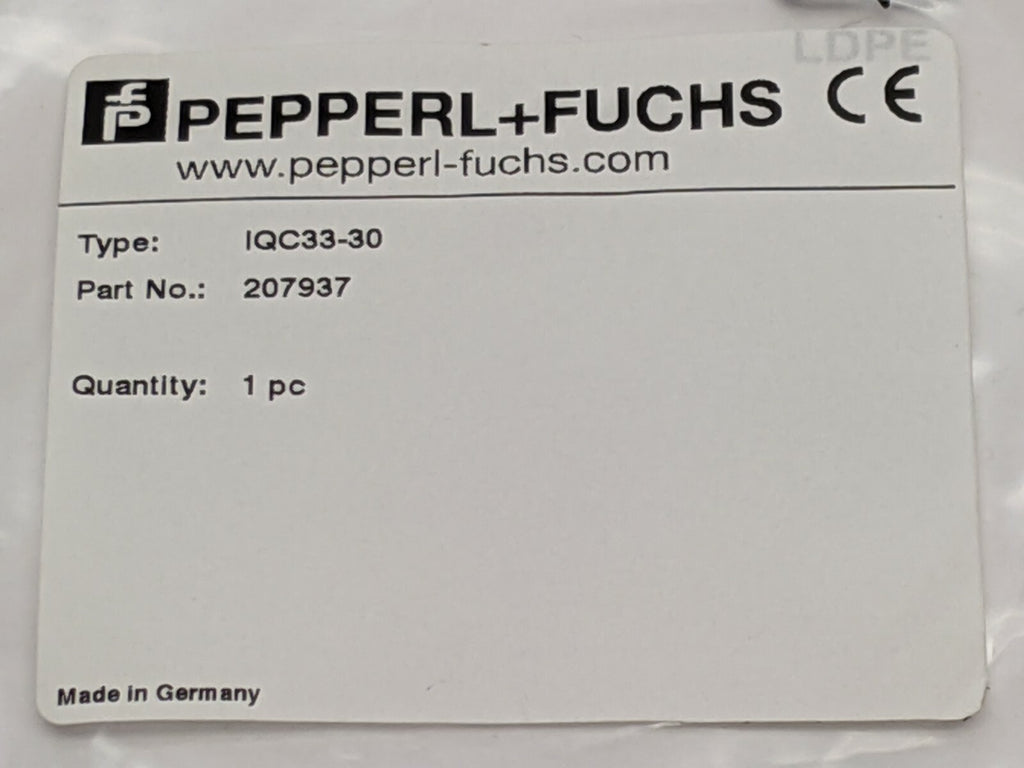 LDPE
PEPPERL+FUCHS CE
www.pepperl-fuchs.com
Type: IQC33-30
Part No.: 207937
Quantity: 1 pc
Made in Germany